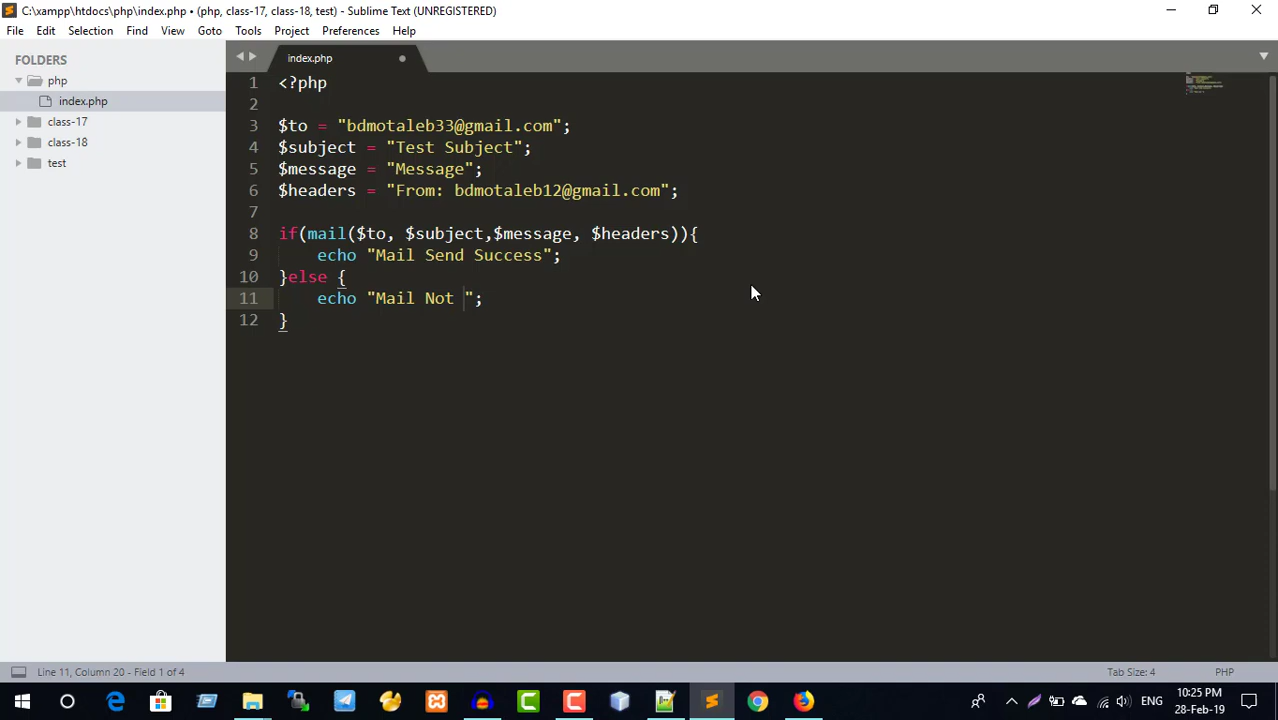 C:\xampp\htdocs\php\index.php • (php, class-17, class-18, test) - Sublime Text (UNREGISTERED)
File Edit Selection Find View Goto Tools Project Preferences Help
FOLDERS
php
index.php
class-17
class-18
test
index.php
1 <?php
2
3 $to = "bdmotaleb33@gmail.com";
4 $subject = "Test Subject";
5 $message = "Message";
6 $headers = "From: bdmotaleb12@gmail.com";
7
8 if(mail($to, $subject,$message, $headers)){
9 echo "Mail Send Success";
10 }else {
11 echo "Mail Not ";
12 }
Line 11, Column 20 - Field 1 of 4
Tab Size: 4
PHP
ENG
10:25 PM
28-Feb-19